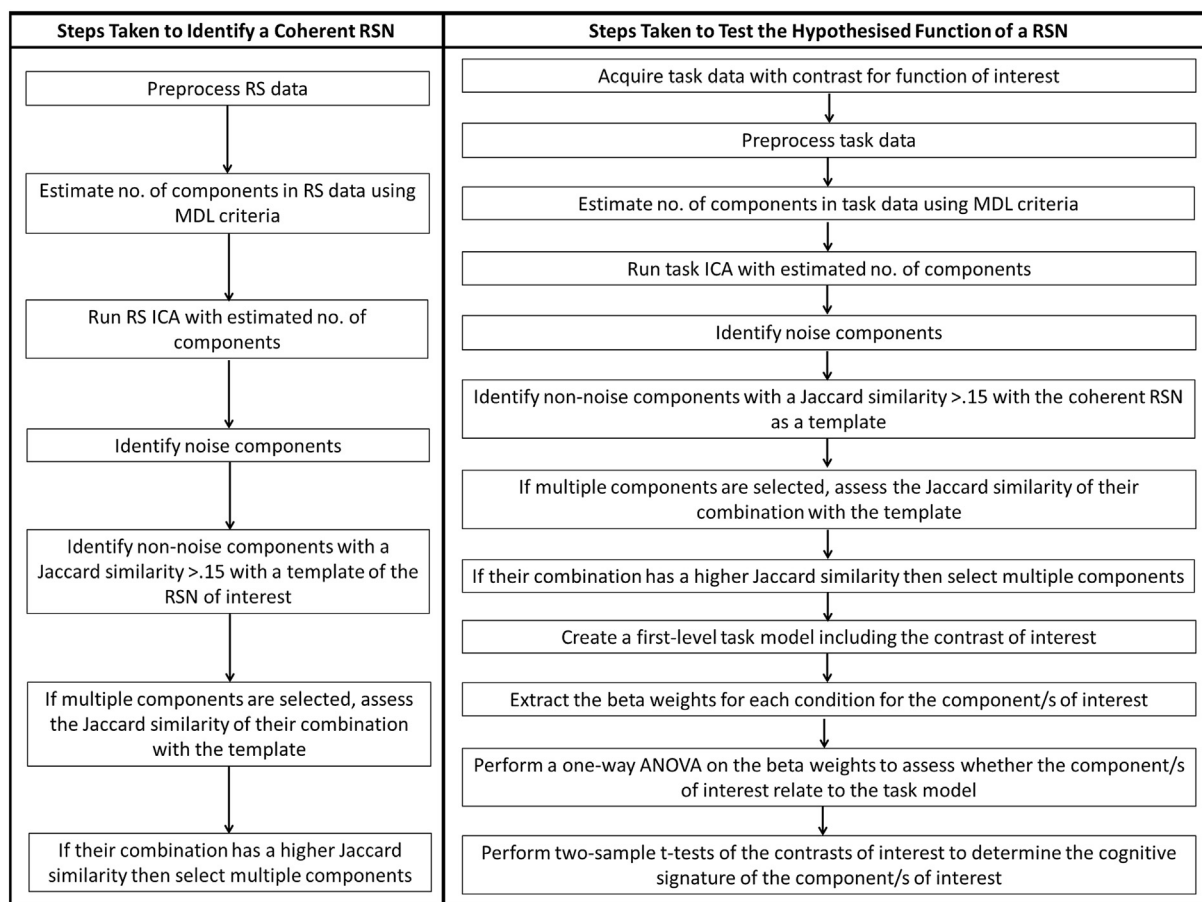 Steps Taken to Identify a Coherent RSN
Preprocess RS data
Estimate no. of components in RS data using
MDL criteria
Run RS ICA with estimated no. of
components
Identify noise components
Identify non-noise components with a
Jaccard similarity >.15 with a template of the
RSN of interest
If multiple components are selected, assess
the Jaccard similarity of their combination
with the template
If their combination has a higher Jaccard
similarity then select multiple components
Steps Taken to Test the Hypothesised Function of a RSN
Acquire task data with contrast for function of interest
Preprocess task data
Estimate no. of components in task data using MDL criteria
Run task ICA with estimated no. of components
Identify noise components
Identify non-noise components with a Jaccard similarity >.15 with the coherent RSN
as a template
If multiple components are selected, assess the Jaccard similarity of their
combination with the template
If their combination has a higher Jaccard similarity then select multiple components
Create a first-level task model including the contrast of interest
Extract the beta weights for each condition for the component/s of interest
Perform a one-way ANOVA on the beta weights to assess whether the component/s
of interest relate to the task model
Perform two-sample t-tests of the contrasts of interest to determine the cognitive
signature of the component/s of interest